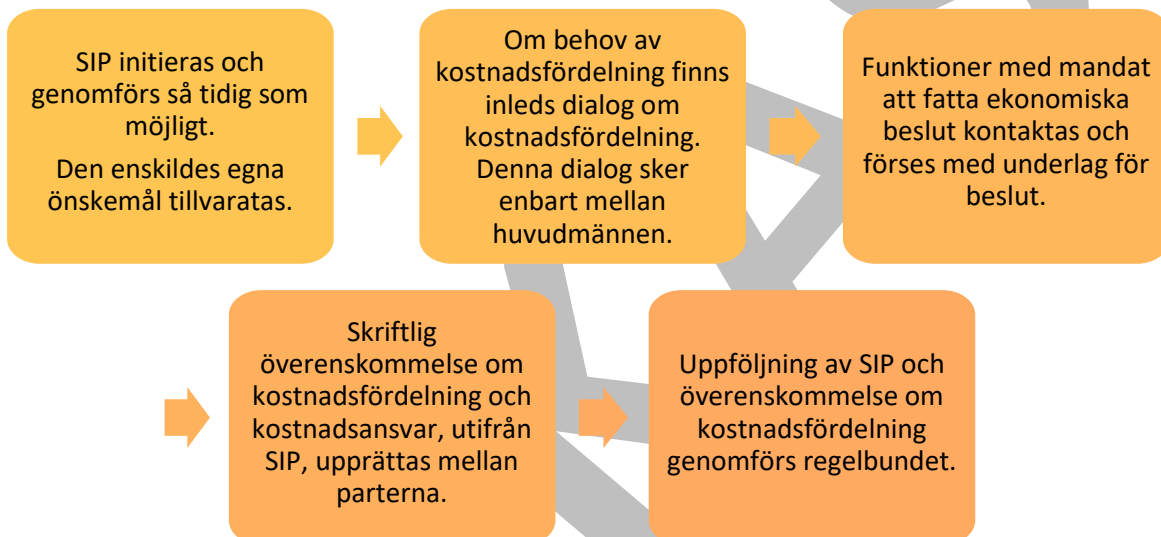 SIP initieras och
genomförs så tidig som
möjligt.
Den enskildes egna
önskemål tillvaratas.
Om behov av
kostnadsfördelning finns
inleds dialog om
kostnadsfördelning.
Denna dialog sker
enbart mellan
huvudmännen.
Funktioner med mandat
att fatta ekonomiska
beslut kontaktas och
förses med underlag för
beslut.
Skriftlig
överenskommelse om
kostnadsfördelning och
kostnadsansvar, utifrån
SIP, upprättas mellan
parterna.
Uppföljning av SIP och
överenskommelse om
kostnadsfördelning
genomförs regelbundet.